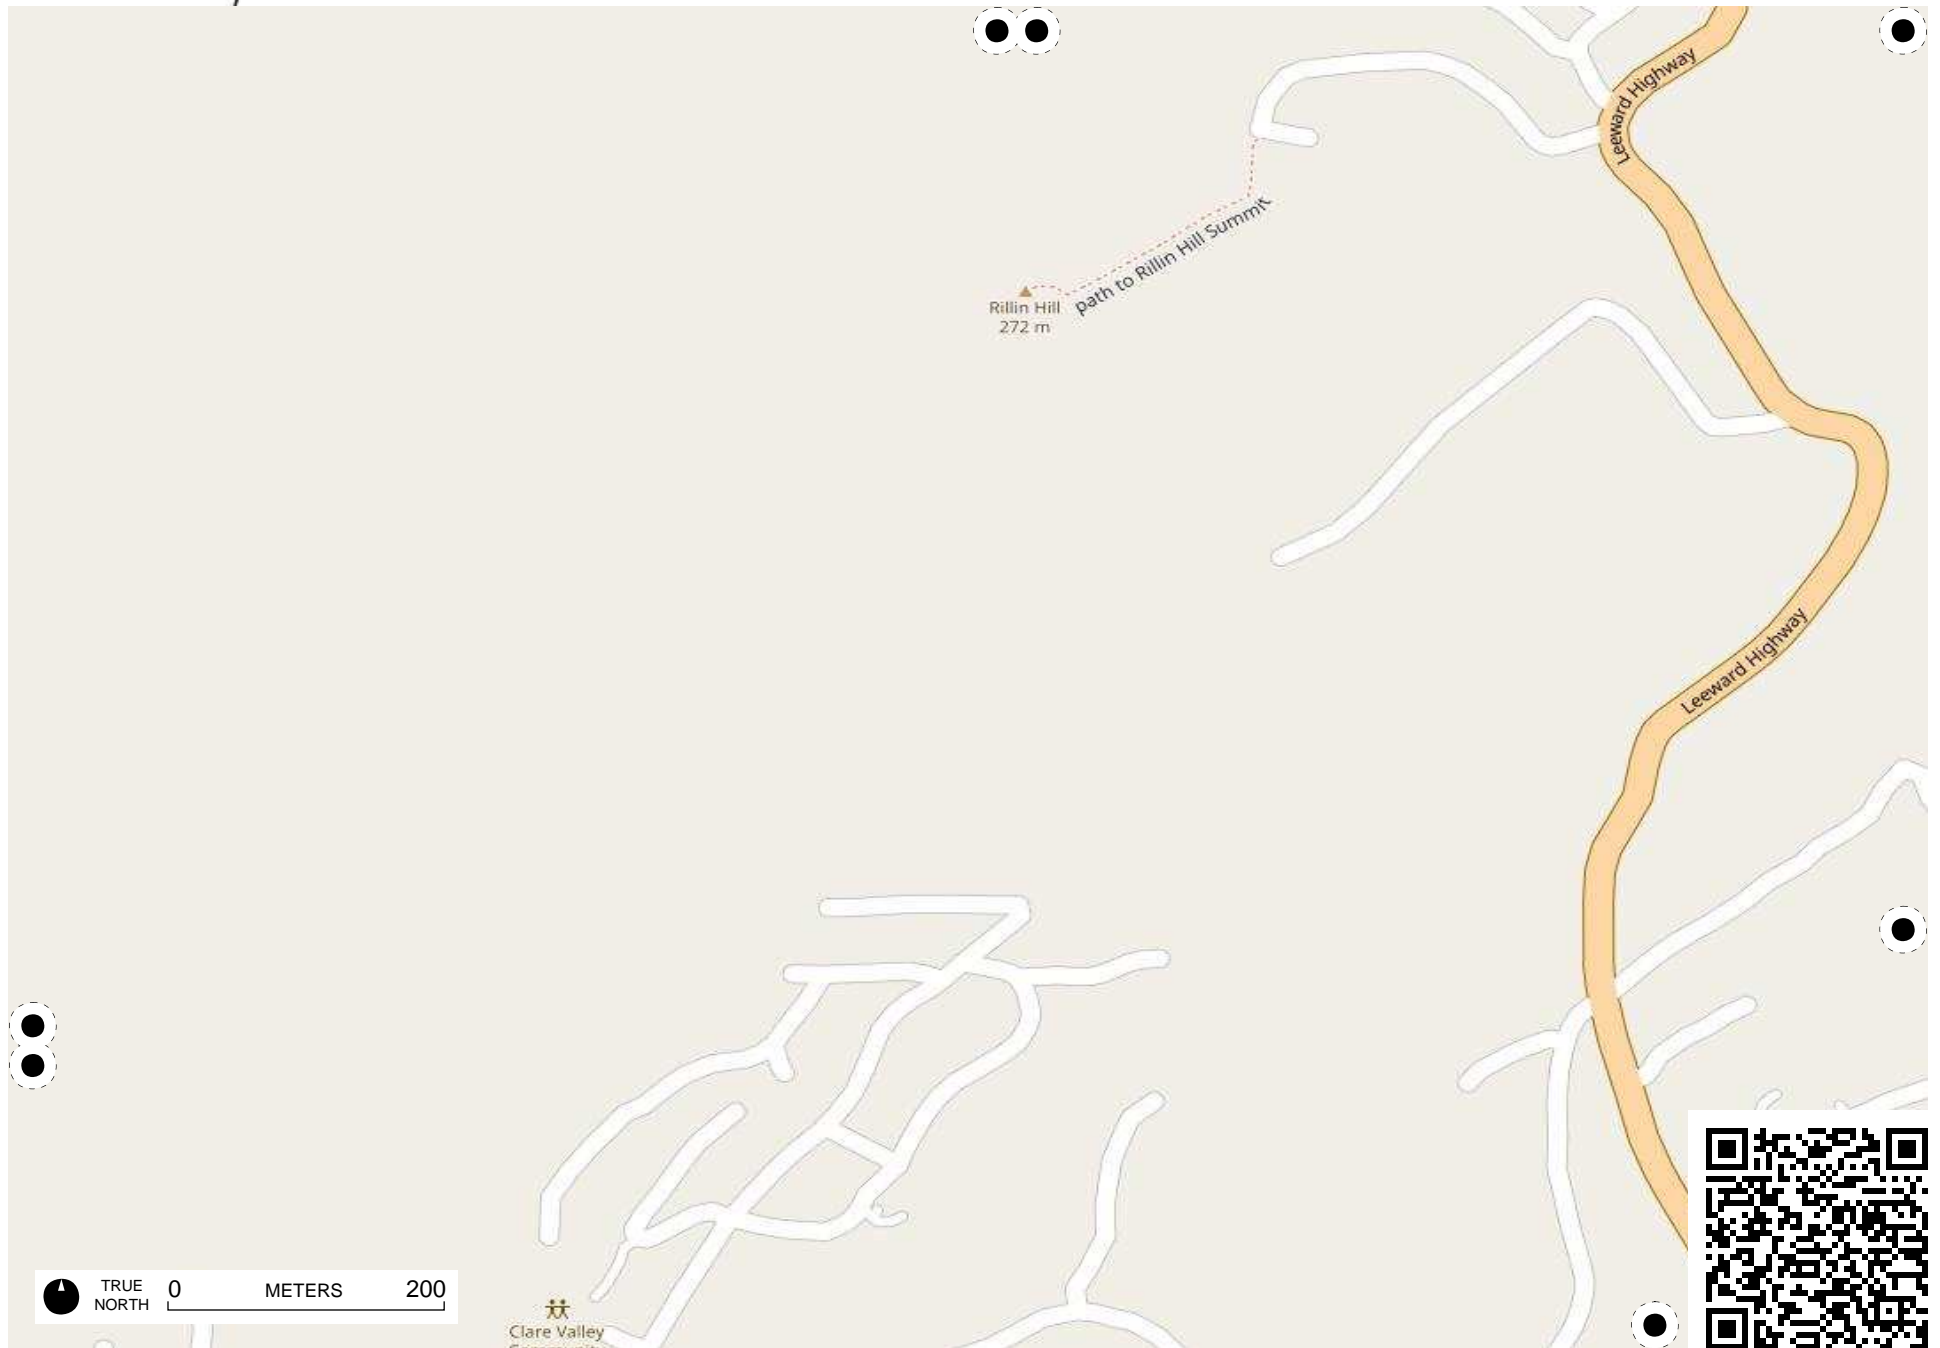 Leeward Highway
path to Rillin Hill Summit
Rillin Hill
272 m
Leeward Highway
TRUE
NORTH
0 METERS 200
Clare Valley